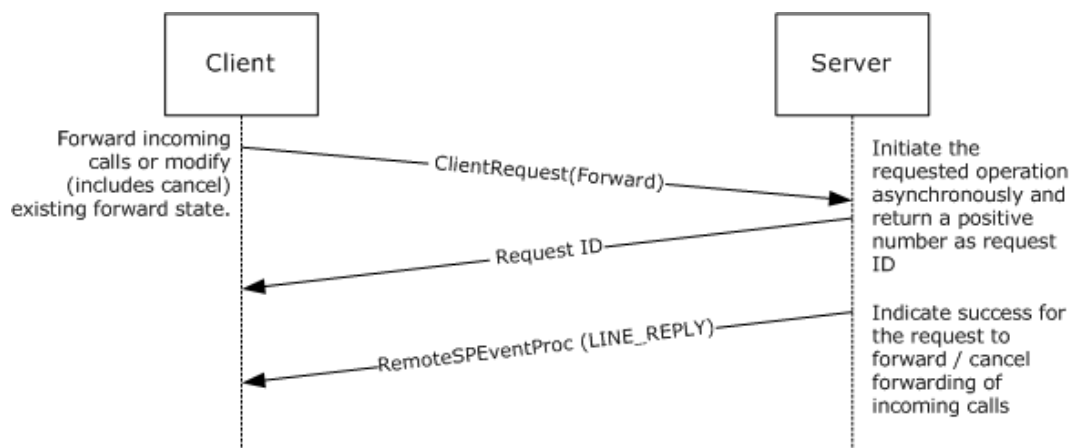 Client
Server
Forward incoming
calls or modify
(includes cancel)
existing forward state.
ClientRequest(Forward)
Initiate the
requested operation
asynchronously and
return a positive
number as request
ID
Request ID
RemoteSPEventProc (LINE_REPLY)
Indicate success for
the request to
forward / cancel
forwarding of
incoming calls